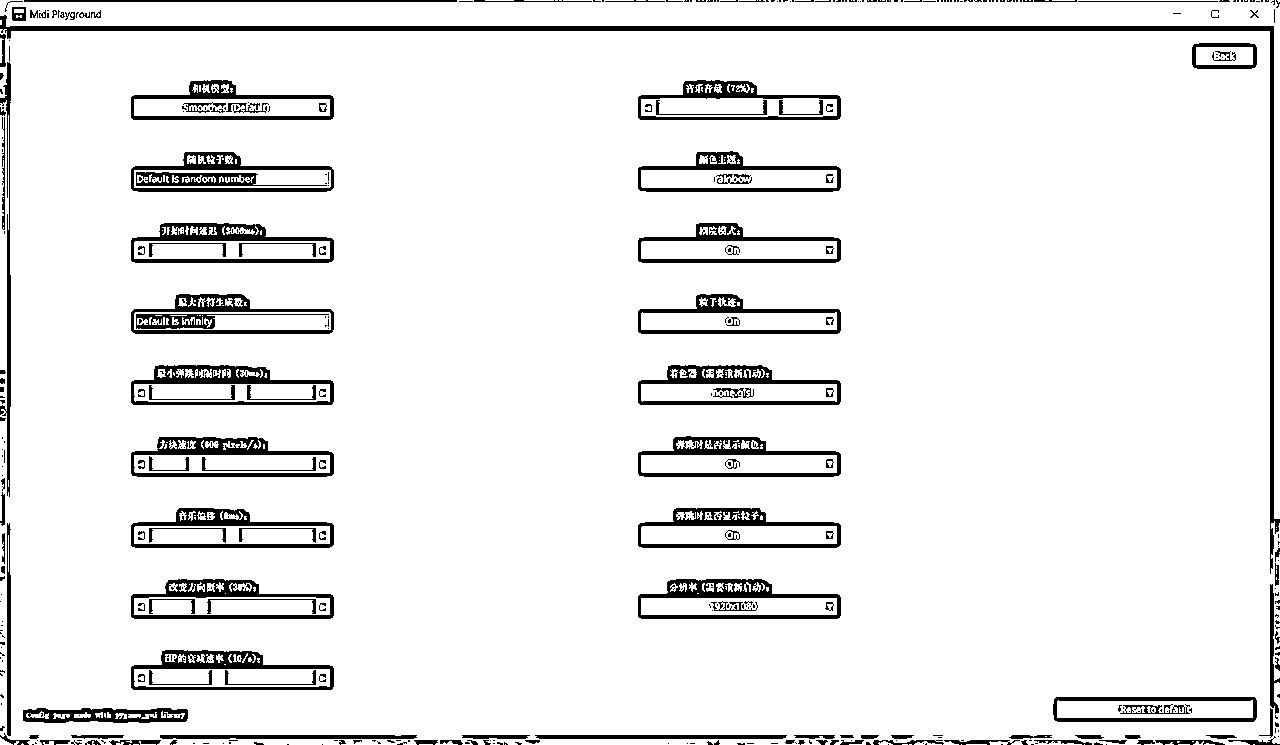 Midi Playground
Back
相机模型:
Smoothed (Default)
随机粒子数:
Default is random number
开始时间延迟 (3000ms):
最大音符生成数:
Default is infinity
最小弹跳间隔时间 (30ms):
方块速度 (600 pixels/s):
音乐偏移 (0ms):
改变方向概率 (30%):
HP的衰减速率 (10/s):
音乐音量 (72%):
颜色主题:
rainbow
剧院模式:
On
粒子轨迹:
On
着色器 (需要重新启动):
none.glsl
弹跳时是否显示颜色:
On
弹跳时是否显示粒子:
On
分辨率 (需要重新启动):
1920x1080
Config page made with pygame_gui library
Reset to default